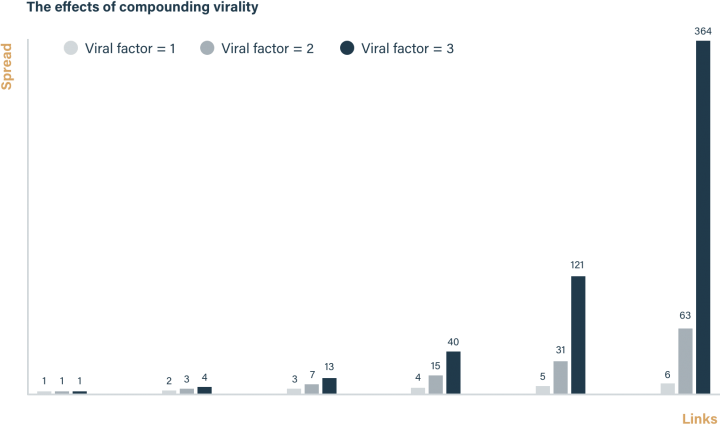 The effects of compounding virality
Spread
Viral factor = 1
Viral factor = 2
Viral factor = 3
1 1 1
2 3 4
3 7 13
4 15 40
5 31 121
6 63 364
Links